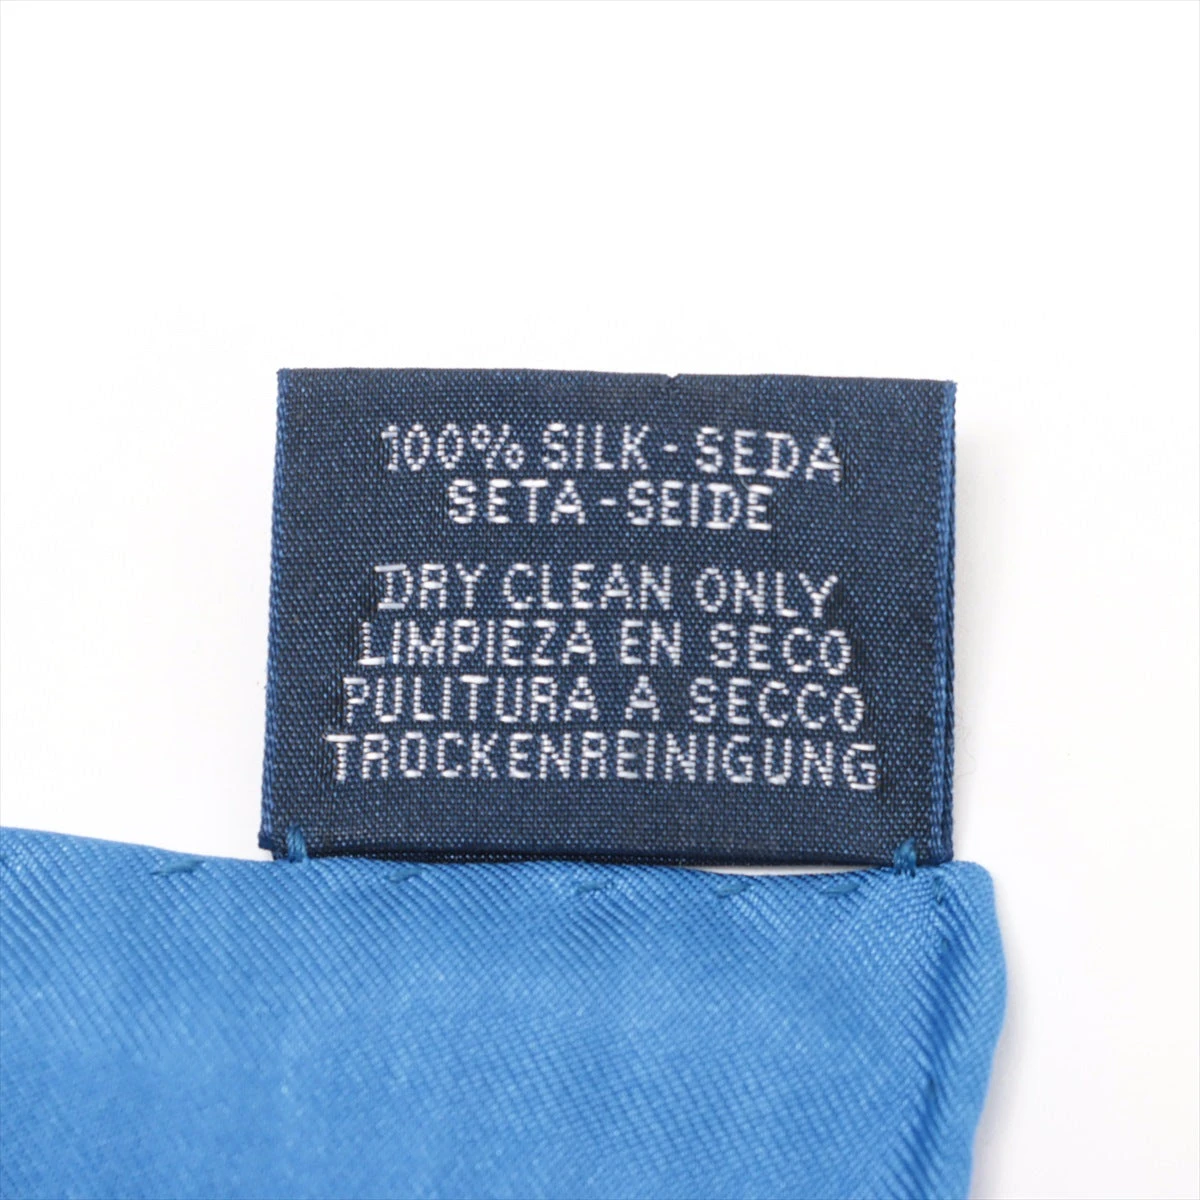 100% SILK-SEDA
SETA-SEIDE
DRY CLEAN ONLY
LIMPIEZA EN SECO
PULITURA A SECCO
TROCKENREINIGUNG